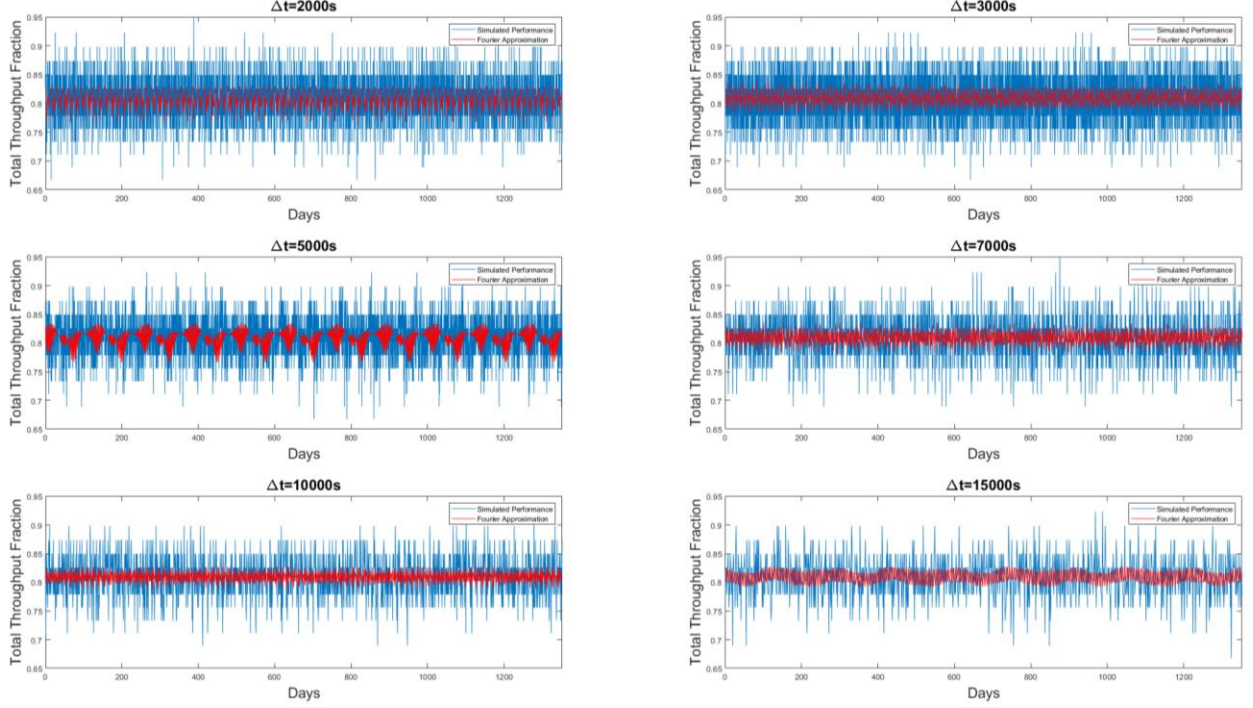 Δt=2000s
Total Throughput Fraction
0.95
0.9
0.85
0.8
0.75
0.7
0.65
Simulated Performance
Fourier Approximation
0 200 400 600 800 1000 1200
Days
Δt=3000s
Total Throughput Fraction
0.95
0.9
0.85
0.8
0.75
0.7
0.65
Simulated Performance
Fourier Approximation
0 200 400 600 800 1000 1200
Days
Δt=5000s
Total Throughput Fraction
0.95
0.9
0.85
0.8
0.75
0.7
0.65
Simulated Performance
Fourier Approximation
0 200 400 600 800 1000 1200
Days
Δt=7000s
Total Throughput Fraction
0.95
0.9
0.85
0.8
0.75
0.7
0.65
Simulated Performance
Fourier Approximation
0 200 400 600 800 1000 1200
Days
Δt=10000s
Total Throughput Fraction
0.95
0.9
0.85
0.8
0.75
0.7
0.65
Simulated Performance
Fourier Approximation
0 200 400 600 800 1000 1200
Days
Δt=15000s
Total Throughput Fraction
0.95
0.9
0.85
0.8
0.75
0.7
0.65
Simulated Performance
Fourier Approximation
0 200 400 600 800 1000 1200
Days